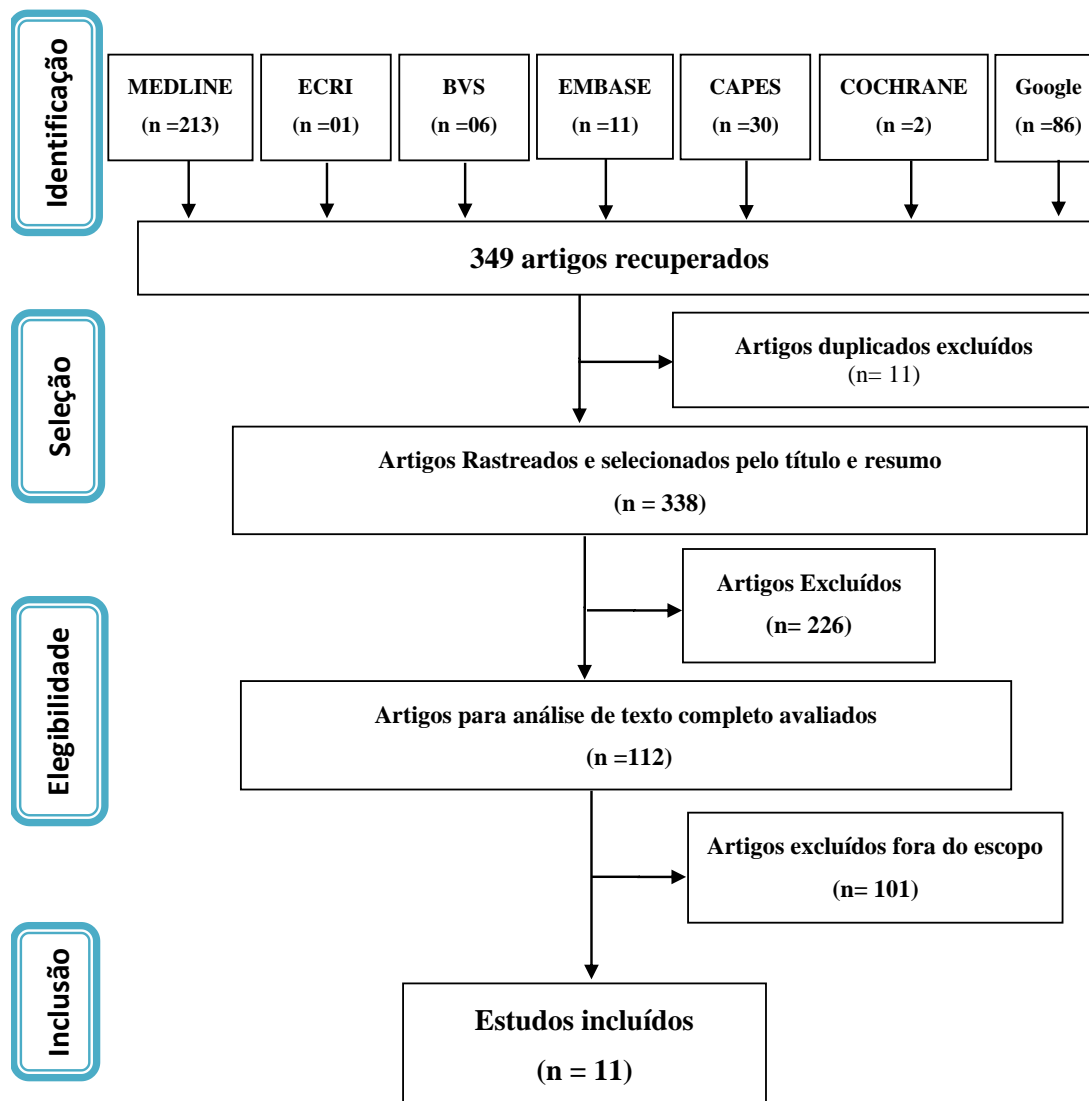 Identificação
MEDLINE
(n =213)
ECRI
(n =01)
BVS
(n =06)
EMBASE
(n =11)
CAPES
(n =30)
COCHRANE
(n =2)
Google
(n =86)
349 artigos recuperados
Seleção
Artigos duplicados excluídos
(n= 11)
Artigos Rastreados e selecionados pelo título e resumo
(n = 338)
Elegibilidade
Artigos Excluídos
(n= 226)
Artigos para análise de texto completo avaliados
(n =112)
Artigos excluídos fora do escopo
(n= 101)
Inclusão
Estudos incluídos
(n = 11)